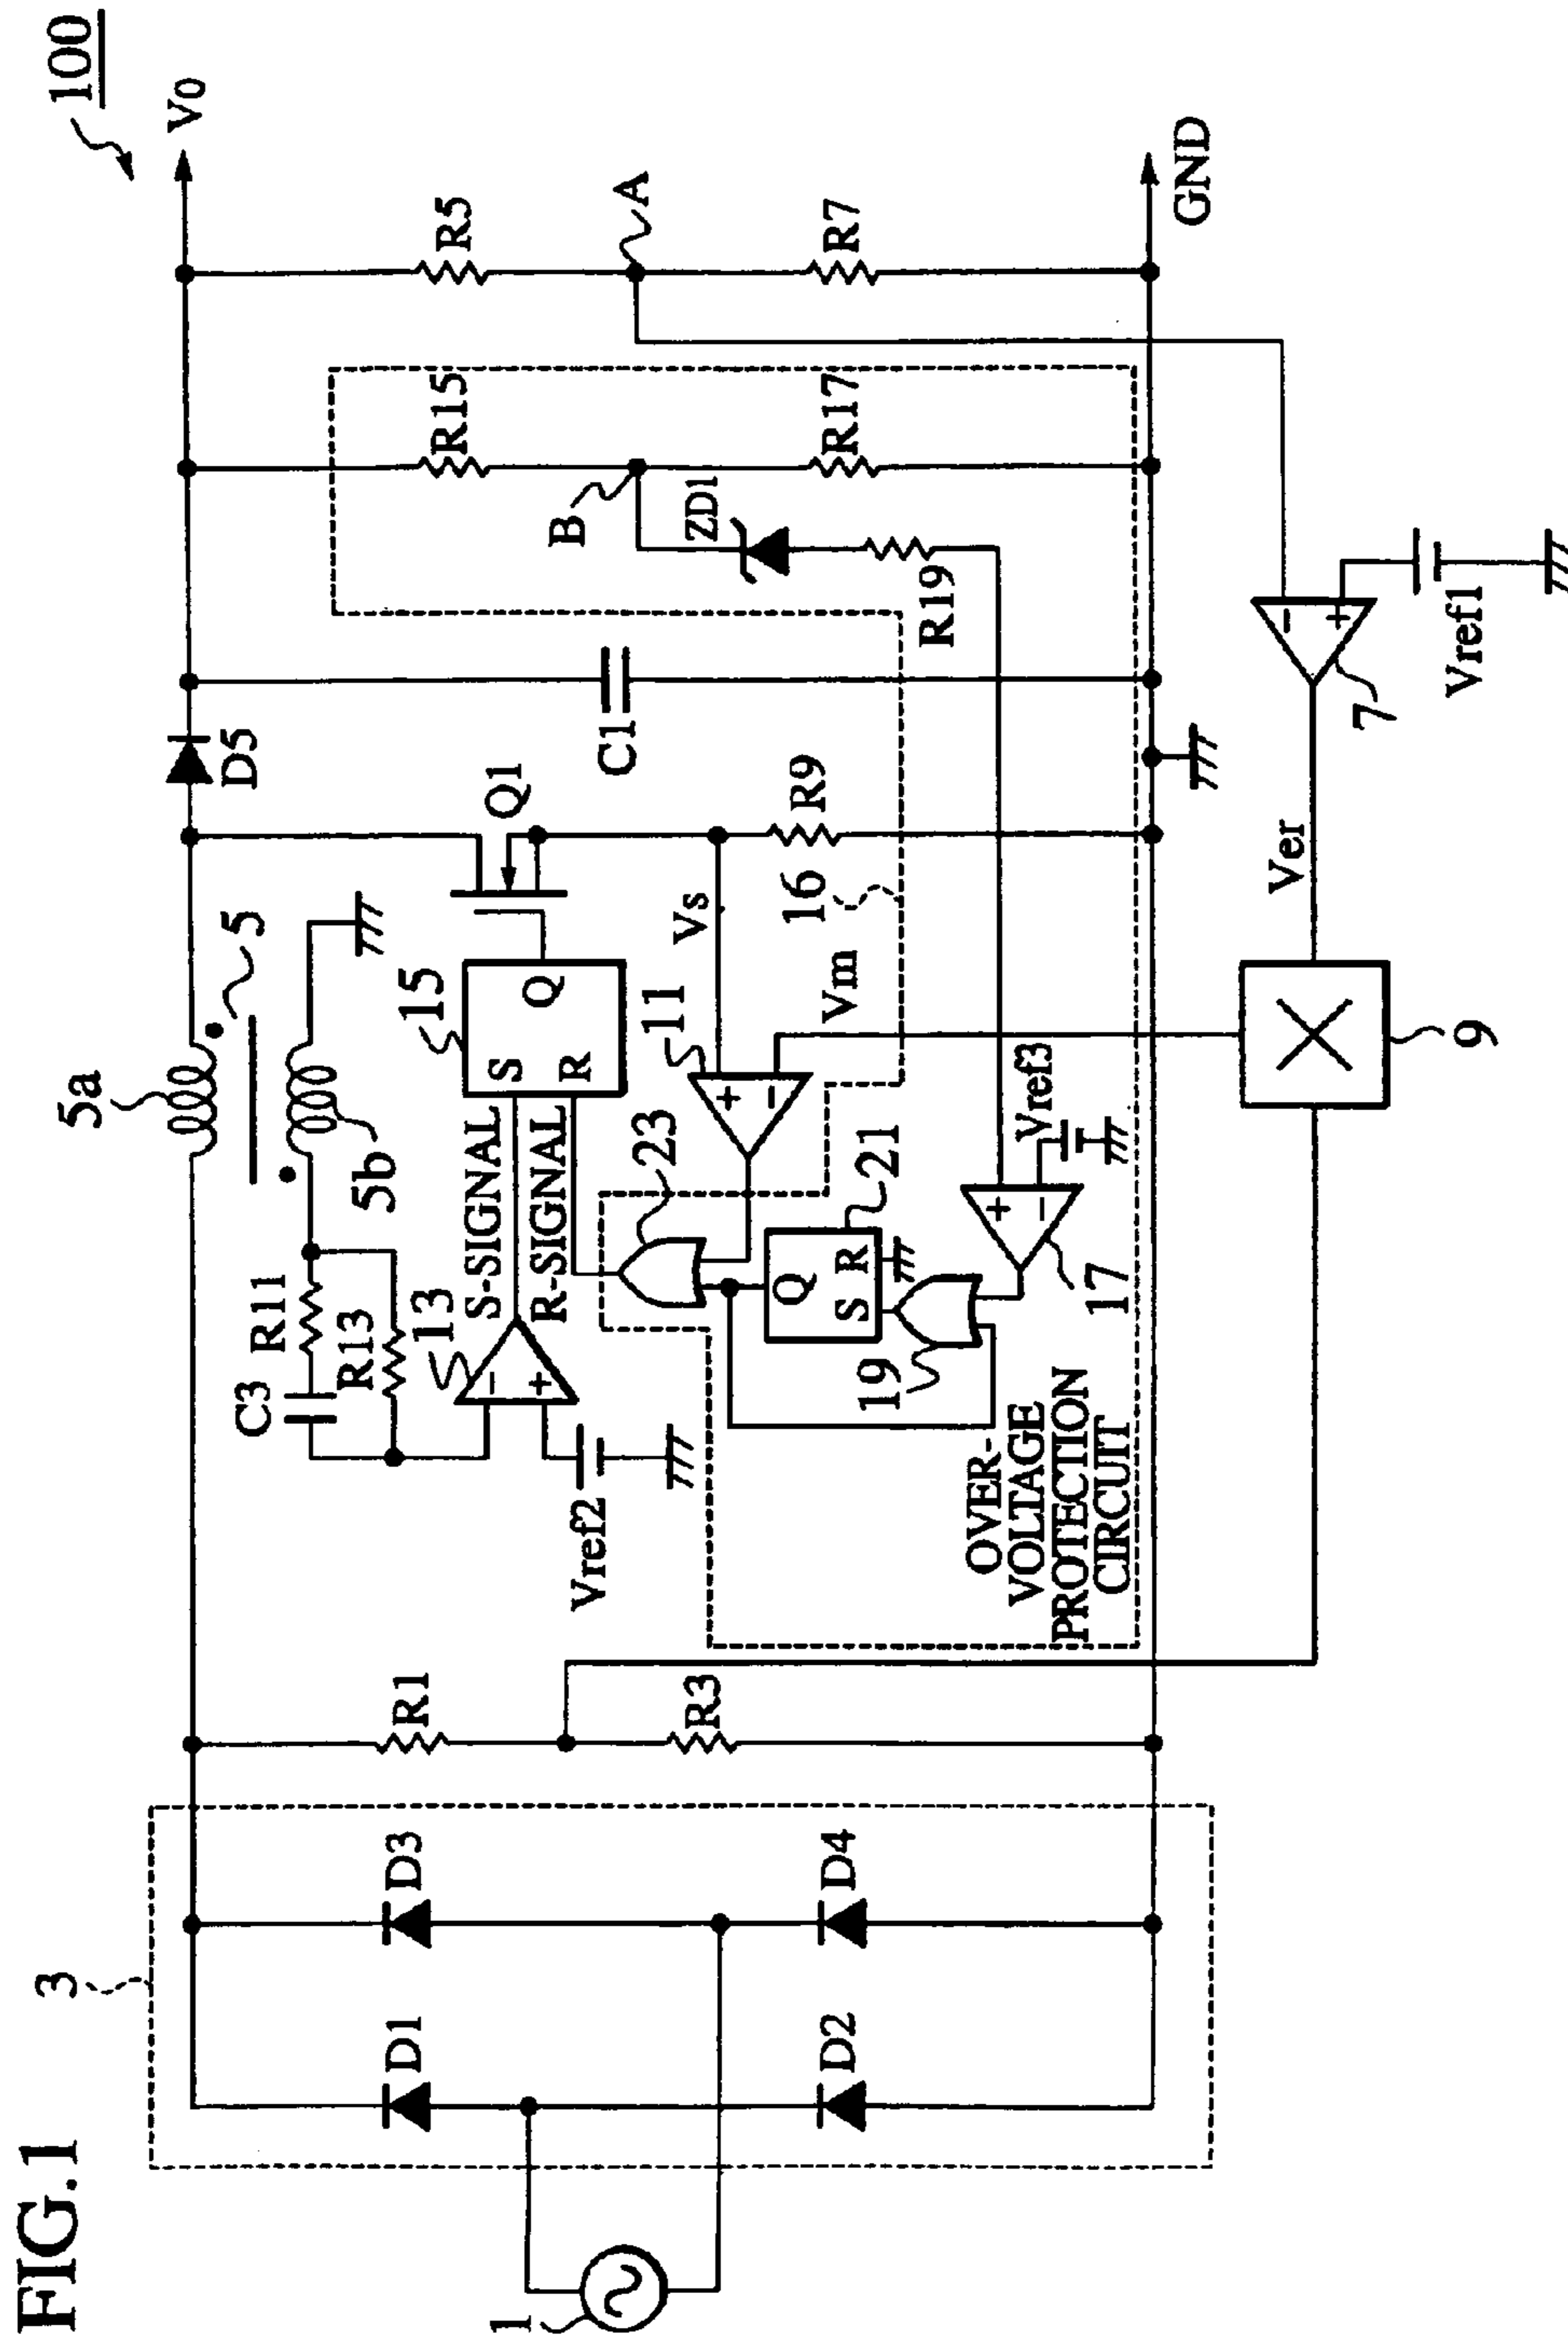 FIG.1
100
3
1
D1
D2
D3
D4
R1
R3
5a
5
5b
C3
R11
R13
13
−
+
Vref2
S-SIGNAL
R-SIGNAL
15
S
R
Q
Q1
D5
V0
C1
R9
Vs
16
Vm
11
+
−
23
21
Q
S
R
19
17
+
−
Vref3
OVER-
VOLTAGE
PROTECTION
CIRCUIT
R15
R17
B
ZD1
R19
R5
A
R7
GND
−
+
7
Vref1
Ver
9